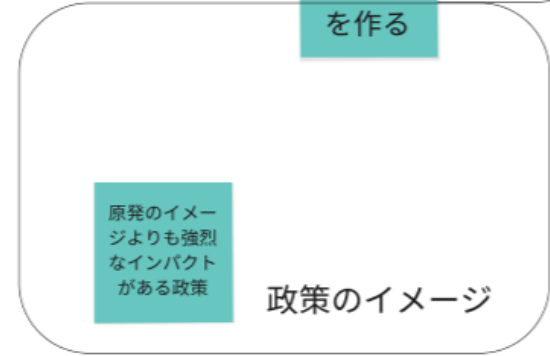 を作る
原発のイメー
ジよりも強烈
なインパクト
がある政策
政策のイメージ